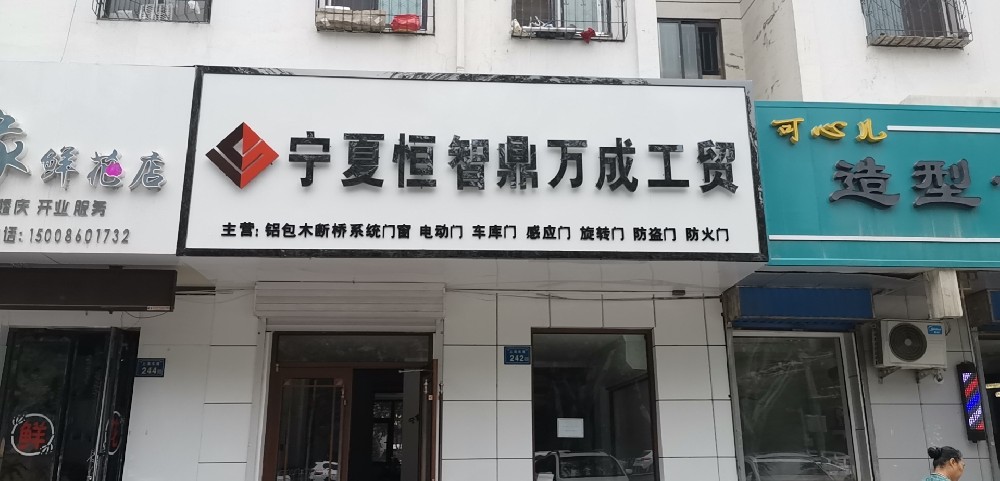 鲜花店
庆 开业 服务
话: 15008601732
244
鲜
宁夏恒智鼎万成工贸
主营: 铝包木断桥系统门窗 电动门 车库门 感应门 旋转门 防盗门 防火门
242
可心儿
造型